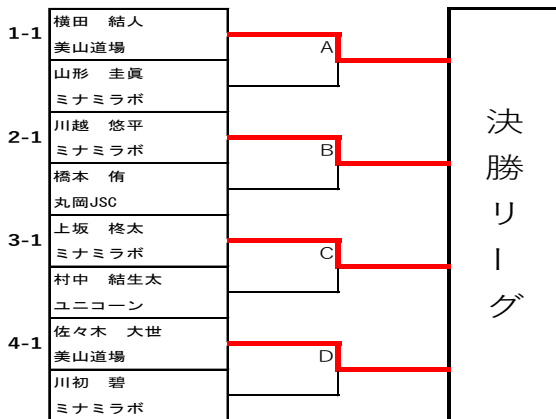 1-1
横田 結人
美山道場
A
山形 圭眞
ミナミラボ
2-1
川越 悠平
ミナミラボ
B
橋本 侑
丸岡JSC
3-1
上坂 柊太
ミナミラボ
C
村中 結生太
ユニコーン
4-1
佐々木 大世
美山道場
D
川初 碧
ミナミラボ
決勝リーグ